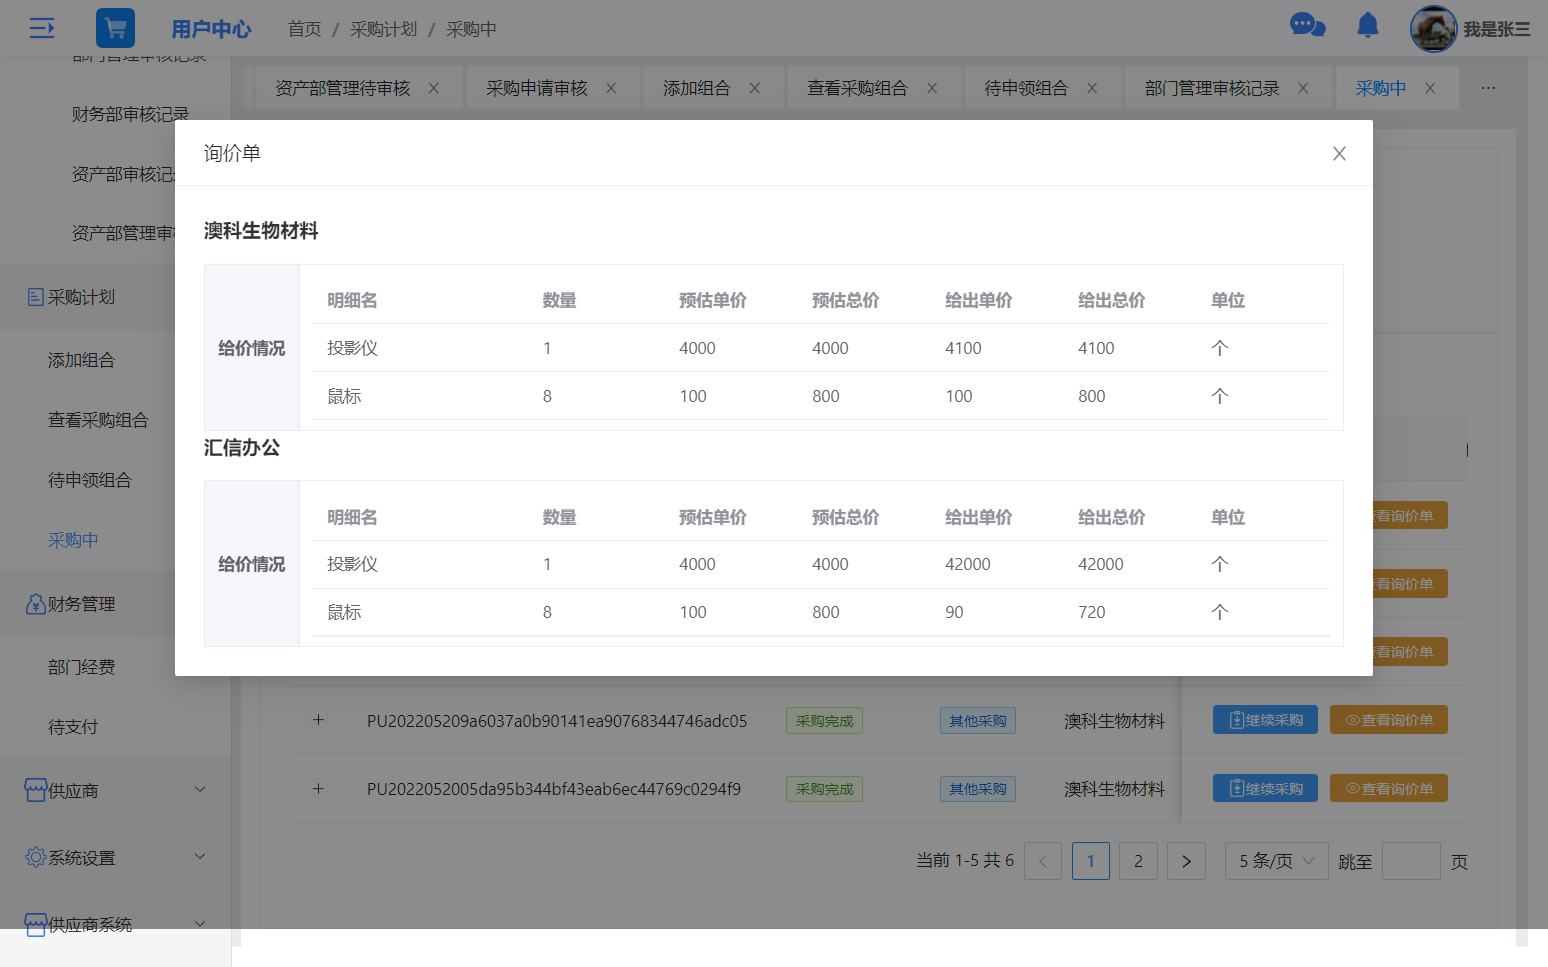 用户中心 首页 / 采购计划 / 采购中 我是张三
部门管理审核记录
资产部管理待审核 采购申请审核 添加组合 查看采购组合 待申领组合 部门管理审核记录 采购中 ...
财务部审核记录
资产部审核记
资产部管理审
采购计划
添加组合
查看采购组合
待申领组合
采购中
财务管理
部门经费
待支付
供应商
系统设置
供应商系统
询价单
澳科生物材料
给价情况
明细名 数量 预估单价 预估总价 给出单价 给出总价 单位
投影仪 1 4000 4000 4100 4100 个
鼠标 8 100 800 100 800 个
汇信办公
给价情况
明细名 数量 预估单价 预估总价 给出单价 给出总价 单位
投影仪 1 4000 4000 42000 42000 个
鼠标 8 100 800 90 720 个
看询价单
看询价单
看询价单
PU202205209a6037a0b90141ea90768344746adc05 采购完成 其他采购 澳科生物材料 继续采购 查看询价单
PU2022052005da95b344bf43eab6ec44769c0294f9 采购完成 其他采购 澳科生物材料 继续采购 查看询价单
当前 1-5 共 6 < 1 2 > 5 条/页 跳至 页